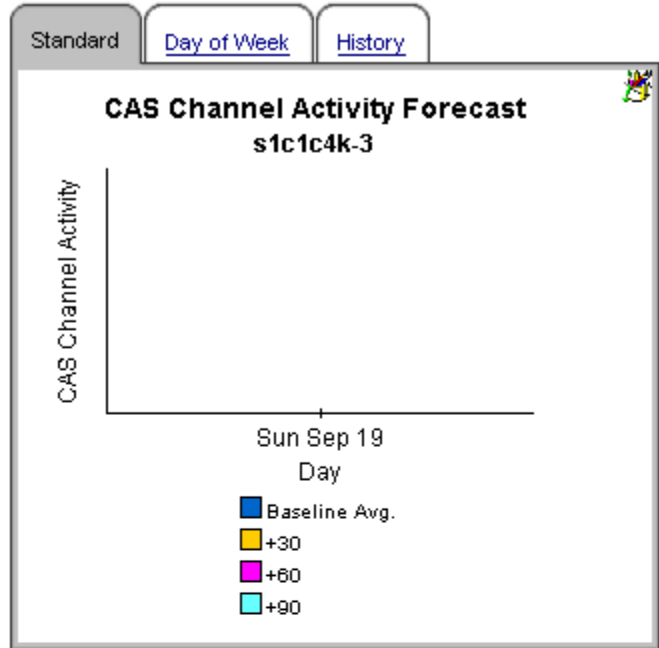 Standard
Day of Week
History
CAS Channel Activity Forecast
s1c1c4k-3
CAS Channel Activity
Sun Sep 19
Day
Baseline Avg.
+30
+60
+90